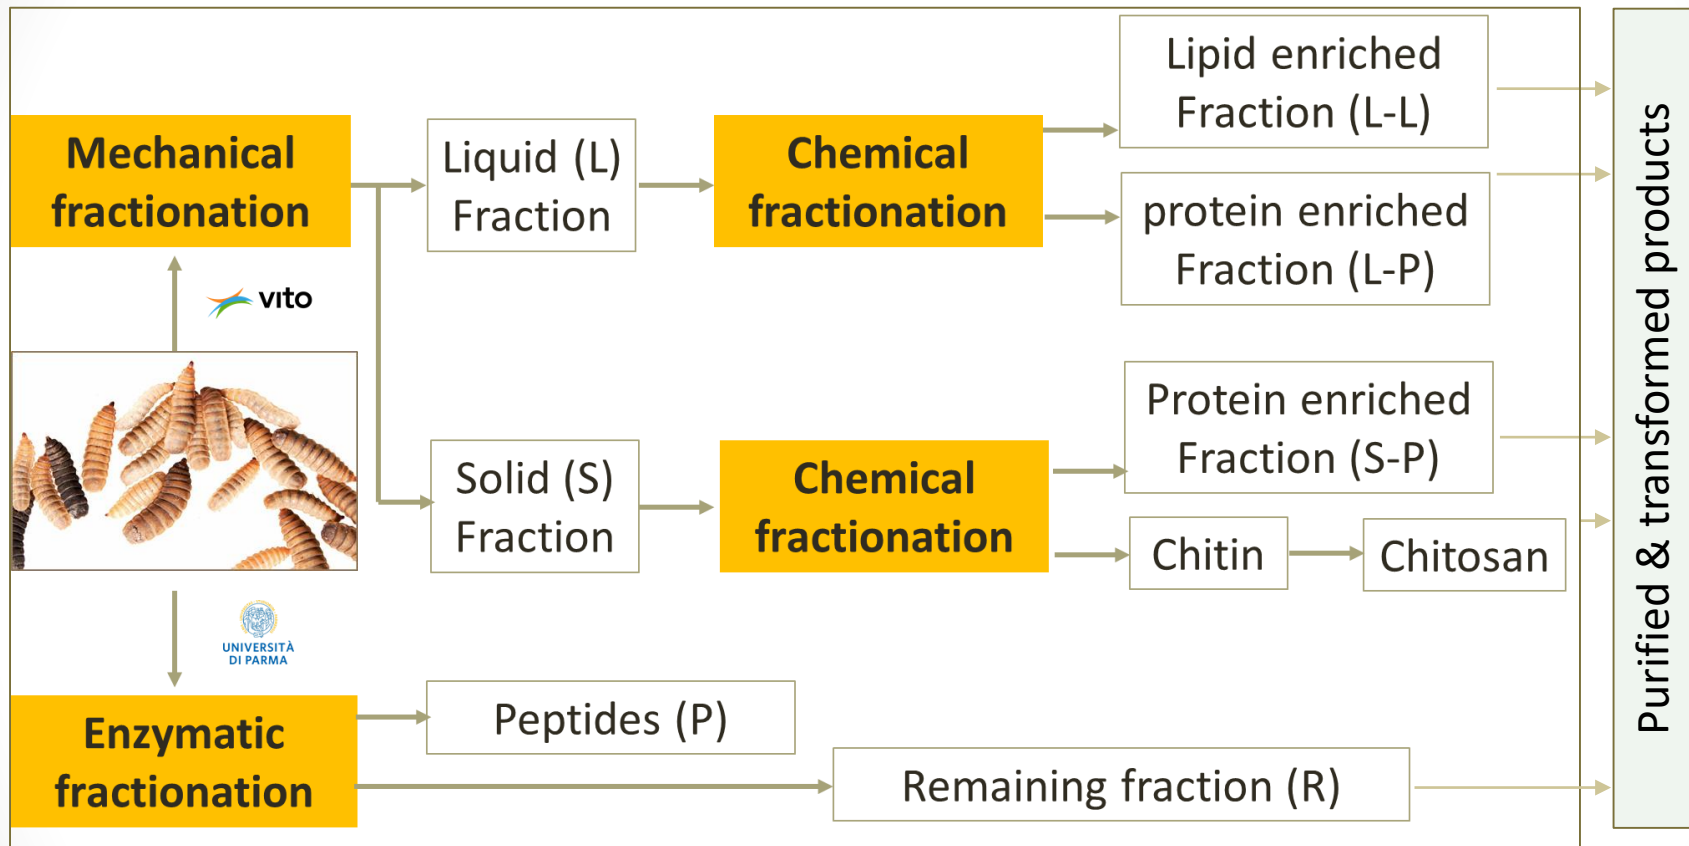 Mechanical
fractionation
Liquid (L)
Fraction
Chemical
fractionation
Lipid enriched
Fraction (L-L)
protein enriched
Fraction (L-P)
vito
Solid (S)
Fraction
Chemical
fractionation
Protein enriched
Fraction (S-P)
Chitin
Chitosan
UNIVERSITÀ
DI PARMA
Enzymatic
fractionation
Peptides (P)
Remaining fraction (R)
Purified & transformed products